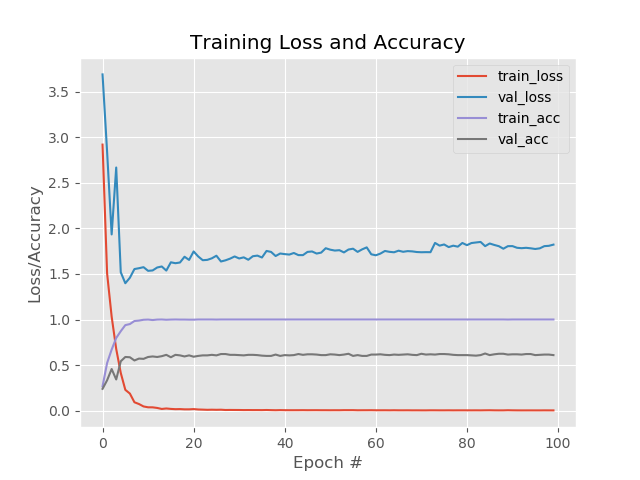 Training Loss and Accuracy
train_loss
val_loss
train_acc
val_acc
Loss/Accuracy
3.5
3.0
2.5
2.0
1.5
1.0
0.5
0.0
0 20 40 60 80 100
Epoch #